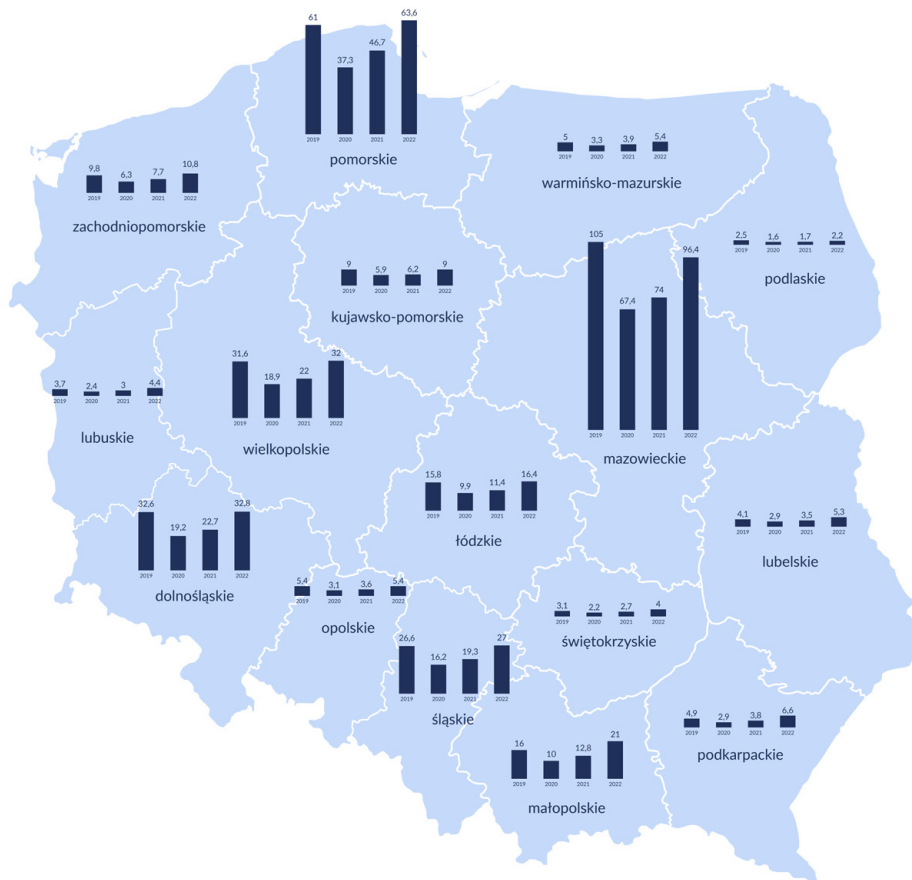 61 37,3 46,7 63,6
2019 2020 2021 2022
pomorskie
5 3,3 3,9 5,4
2019 2020 2021 2022
warmińsko-mazurskie
9,8 6,3 7,7 10,8
2019 2020 2021 2022
zachodniopomorskie
2,5 1,6 1,7 2,2
2019 2020 2021 2022
podlaskie
9 5,9 6,2 9
2019 2020 2021 2022
kujawsko-pomorskie
105 67,4 74 96,4
2019 2020 2021 2022
mazowieckie
31,6 18,9 22 32
2019 2020 2021 2022
wielkopolskie
3,7 2,4 3 4,4
2019 2020 2021 2022
lubuskie
15,8 9,9 11,4 16,4
2019 2020 2021 2022
łódzkie
32,6 19,2 22,7 32,8
2019 2020 2021 2022
dolnośląskie
4,1 2,9 3,5 5,3
2019 2020 2021 2022
lubelskie
5,4 3,1 3,6 5,4
2019 2020 2021 2022
opolskie
3,1 2,2 2,7 4
2019 2020 2021 2022
świętokrzyskie
26,6 16,2 19,3 27
2019 2020 2021 2022
śląskie
4,9 2,9 3,8 6,6
2019 2020 2021 2022
podkarpackie
16 10 12,8 21
2019 2020 2021 2022
małopolskie